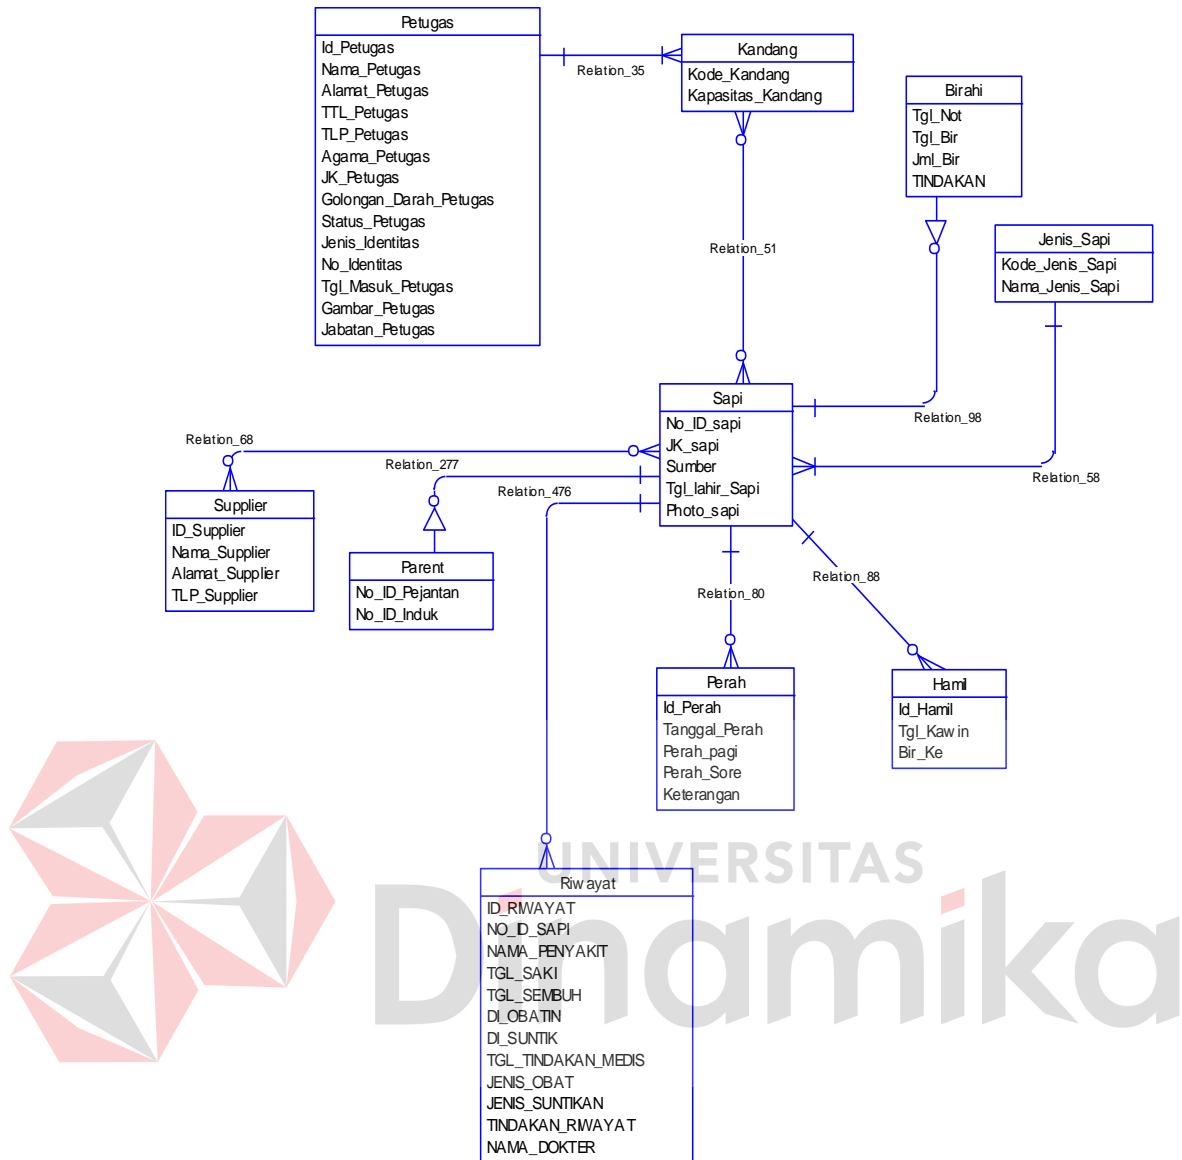 Petugas
Id_Petugas
Nama_Petugas
Alamat_Petugas
TTL_Petugas
TLP_Petugas
Agama_Petugas
JK_Petugas
Golongan_Darah_Petugas
Status_Petugas
Jenis_Identitas
No_Identitas
Tgl_Masuk_Petugas
Gambar_Petugas
Jabatan_Petugas
Relation_35
Kandang
Kode_Kandang
Kapasitas_Kandang
Birahi
Tgl_Not
Tgl_Bir
Jml_Bir
TINDAKAN
Relation_51
Jenis_Sapi
Kode_Jenis_Sapi
Nama_Jenis_Sapi
Sapi
No_ID_sapi
JK_sapi
Sumber
Tgl_lahir_Sapi
Photo_sapi
Relation_98
Relation_58
Relation_68
Relation_277
Relation_476
Supplier
ID_Supplier
Nama_Supplier
Alamat_Supplier
TLP_Supplier
Parent
No_ID_Pejantan
No_ID_Induk
Relation_80
Relation_88
Perah
Id_Perah
Tanggal_Perah
Perah_pagi
Perah_Sore
Keterangan
Hamil
Id_Hamil
Tgl_Kawin
Bir_Ke
UNIVERSITAS
Dinamika
Riwayat
ID_RIWAYAT
NO_ID_SAPI
NAMA_PENYAKIT
TGL_SAKI
TGL_SEMBUH
DI_OBATIN
DI_SUNTIK
TGL_TINDAKAN_MEDIS
JENIS_OBAT
JENIS_SUNTIKAN
TINDAKAN_RIWAYAT
NAMA_DOKTER